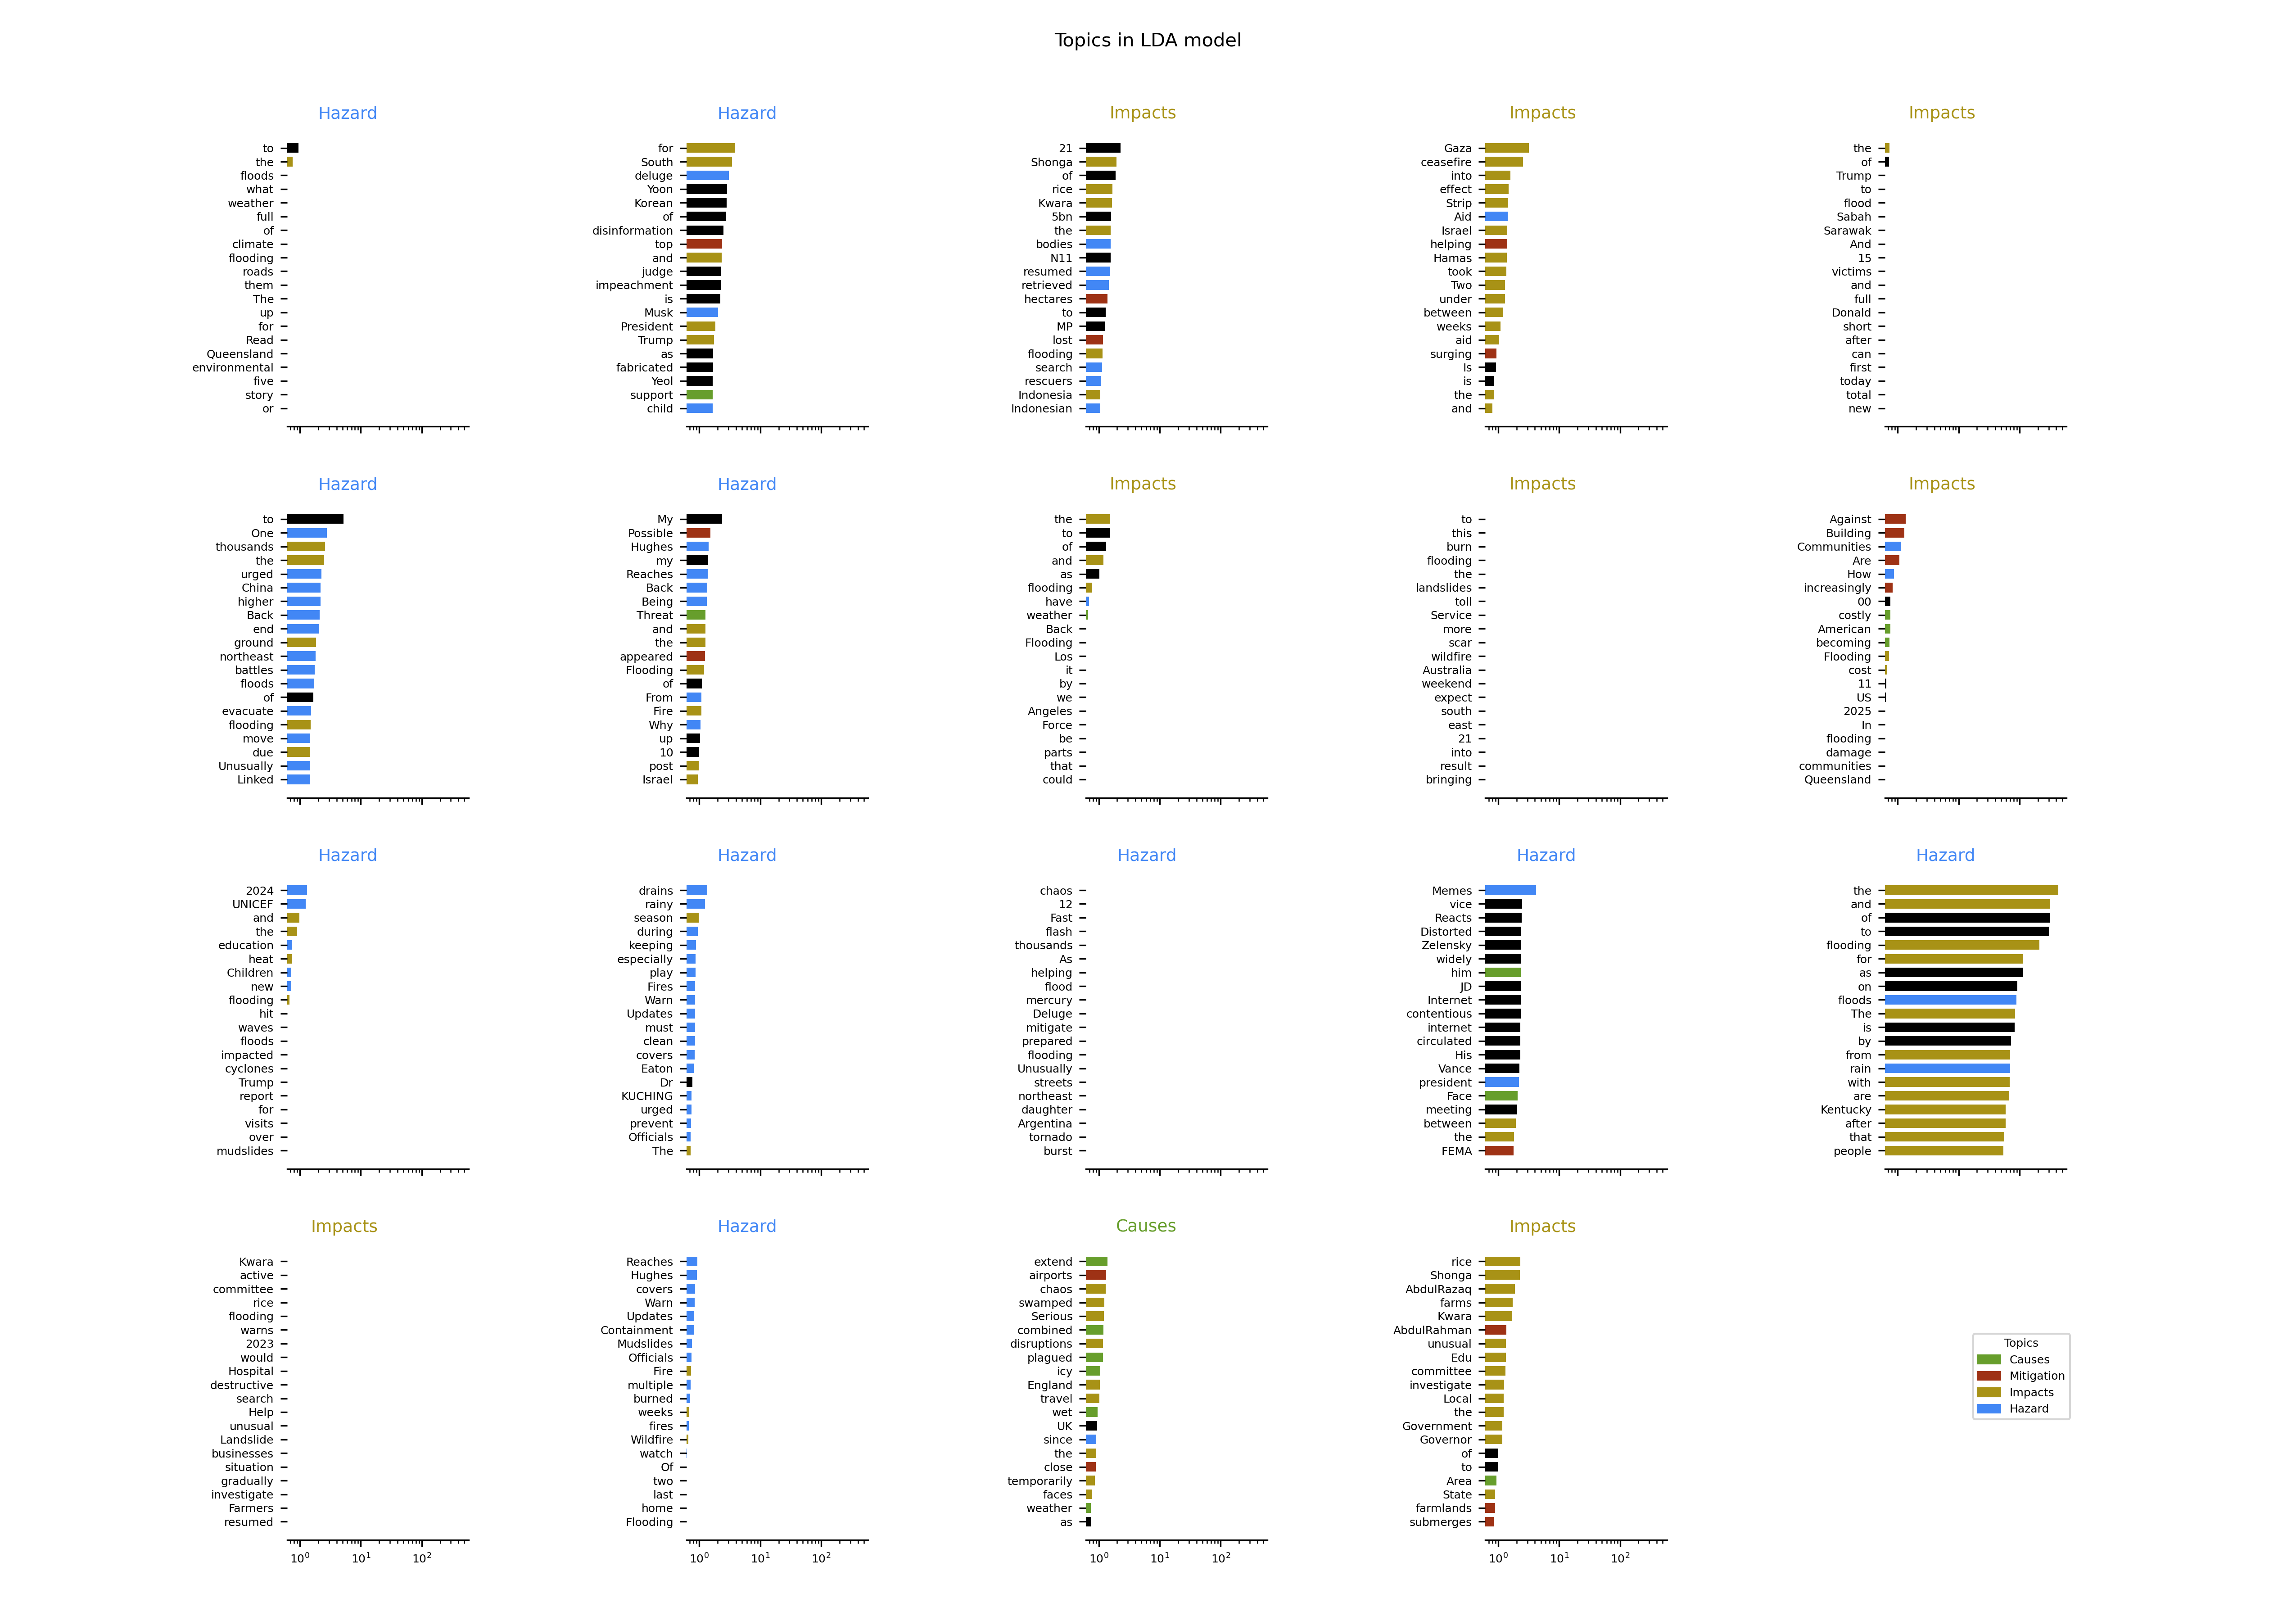 Topics in LDA model
Hazard
to
the
floods
what
weather
full
of
climate
flooding
roads
them
The
up
for
Read
Queensland
environmental
five
story
or
Hazard
for
South
deluge
Yoon
Korean
of
disinformation
top
and
judge
impeachment
is
Musk
President
Trump
as
fabricated
Yeol
support
child
Impacts
21
Shonga
of
rice
Kwara
5bn
the
bodies
N11
resumed
retrieved
hectares
to
MP
lost
flooding
search
rescuers
Indonesia
Indonesian
Impacts
Gaza
ceasefire
into
effect
Strip
Aid
Israel
helping
Hamas
took
Two
under
between
weeks
aid
surging
Is
is
the
and
Impacts
the
of
Trump
to
flood
Sabah
Sarawak
And
15
victims
and
full
Donald
short
after
can
first
today
total
new
Hazard
to
One
thousands
the
urged
China
higher
Back
end
ground
northeast
battles
floods
of
evacuate
flooding
move
due
Unusually
Linked
Hazard
My
Possible
Hughes
my
Reaches
Back
Being
Threat
and
the
appeared
Flooding
of
From
Fire
Why
up
10
post
Israel
Impacts
the
to
of
and
as
flooding
have
weather
Back
Flooding
Los
it
by
we
Angeles
Force
be
parts
that
could
Impacts
to
this
burn
flooding
the
landslides
toll
Service
more
scar
wildfire
Australia
weekend
expect
south
east
21
into
result
bringing
Impacts
Against
Building
Communities
Are
How
increasingly
00
costly
American
becoming
Flooding
cost
11
US
2025
In
flooding
damage
communities
Queensland
Hazard
2024
UNICEF
and
the
education
heat
Children
new
flooding
hit
waves
floods
impacted
cyclones
Trump
report
for
visits
over
mudslides
Hazard
drains
rainy
season
during
keeping
especially
play
Fires
Warn
Updates
must
clean
covers
Eaton
Dr
KUCHING
urged
prevent
Officials
The
Hazard
chaos
12
Fast
flash
thousands
As
helping
flood
mercury
Deluge
mitigate
prepared
flooding
Unusually
streets
northeast
daughter
Argentina
tornado
burst
Hazard
Memes
vice
Reacts
Distorted
Zelensky
widely
him
JD
Internet
contentious
internet
circulated
His
Vance
president
Face
meeting
between
the
FEMA
Hazard
the
and
of
to
flooding
for
as
on
floods
The
is
by
from
rain
with
are
Kentucky
after
that
people
Impacts
Kwara
active
committee
rice
flooding
warns
2023
would
Hospital
destructive
search
Help
unusual
Landslide
businesses
situation
gradually
investigate
Farmers
resumed
10⁰ 10¹ 10²
Hazard
Reaches
Hughes
covers
Warn
Updates
Containment
Mudslides
Officials
Fire
multiple
burned
weeks
fires
Wildfire
watch
Of
two
last
home
Flooding
10⁰ 10¹ 10²
Causes
extend
airports
chaos
swamped
Serious
combined
disruptions
plagued
icy
England
travel
wet
UK
since
the
close
temporarily
faces
weather
as
10⁰ 10¹ 10²
Impacts
rice
Shonga
AbdulRazaq
farms
Kwara
AbdulRahman
unusual
Edu
committee
investigate
Local
the
Government
Governor
of
to
Area
State
farmlands
submerges
10⁰ 10¹ 10²
Topics
Causes
Mitigation
Impacts
Hazard